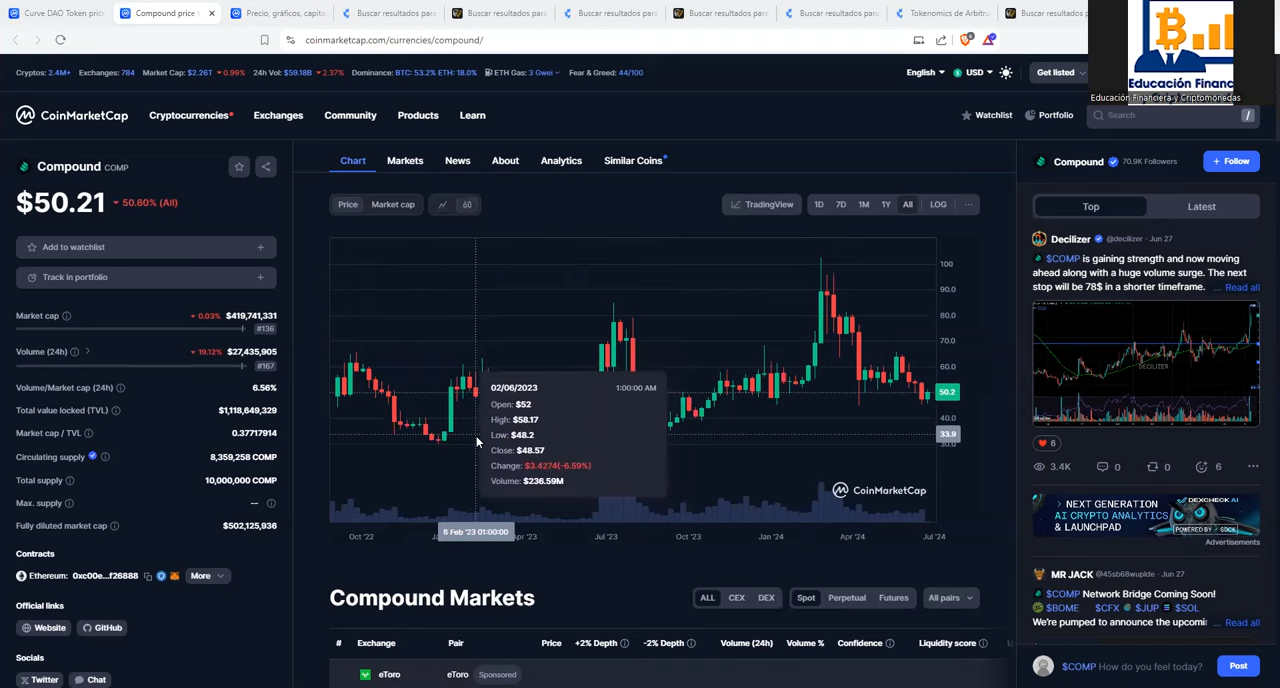 Curve DAO Token price
Compound price t
Precio, gráficos, capita
Buscar resultados para
Buscar resultados para
Buscar resultados para
Buscar resultados para
Buscar resultados para
Tokenomics de Arbitru
Buscar resultados
coinmarketcap.com/currencies/compound/
Cryptos: 2.4M+ Exchanges: 784 Market Cap: $2.26T 0.99% 24h Vol: $59.18B 2.37% Dominance: BTC: 53.2% ETH: 18.0% ETH Gas: 3 Gwei Fear & Greed: 44/100
English USD Get listed
Educación Financ
Educación Financiera y Criptomonedas
CoinMarketCap Cryptocurrencies Exchanges Community Products Learn
Watchlist Portfolio Search /
Compound COMP
$50.21 50.60% (All)
Add to watchlist +
Track in portfolio +
Market cap 0.03% $419,741,331
#136
Volume (24h) 19.12% $27,435,905
#167
Volume/Market cap (24h) 6.56%
Total value locked (TVL) $1,118,649,329
Market cap / TVL 0.37717914
Circulating supply 8,359,258 COMP
Total supply 10,000,000 COMP
Max. supply --
Fully diluted market cap $502,125,936
Contracts
Ethereum: 0xc00e...f26888 More
Official links
Website GitHub
Socials
Twitter Chat
Chart Markets News About Analytics Similar Coins
Price Market cap
TradingView 1D 7D 1M 1Y All LOG ...
100
90.0
80.0
70.0
60.0
50.2
40.0
33.9
30.0
02/06/2023 1:00:00 AM
Open: $52
High: $58.17
Low: $48.2
Close: $48.57
Change: $3.4274(-6.59%)
Volume: $236.59M
CoinMarketCap
6 Feb '23 01:00:00
Oct '22 Apr '23 Jul '23 Oct '23 Jan '24 Apr '24 Jul '24
Compound Markets
ALL CEX DEX Spot Perpetual Futures All pairs
# Exchange Pair Price +2% Depth -2% Depth Volume (24h) Volume % Confidence Liquidity score
eToro eToro Sponsored
Compound 70.9K Followers + Follow
Top Latest
Decilizer @decilizer · Jun 27
$COMP is gaining strength and now moving
ahead along with a huge volume surge. The next
stop will be 78$ in a shorter timeframe. ... Read all
DECILIZER
6
3.4K 0 0 6 ...
NEXT GENERATION
AI CRYPTO ANALYTICS
& LAUNCHPAD
DEXCHECK AI
POWERED BY $DCK
Advertisements
MR JACK @45sb68wuplde · Jun 27
$COMP Network Bridge Coming Soon!
$BOME $CFX $JUP $SOL
We're pumped to announce the upcomi ... Read all
$COMP How do you feel today? Post